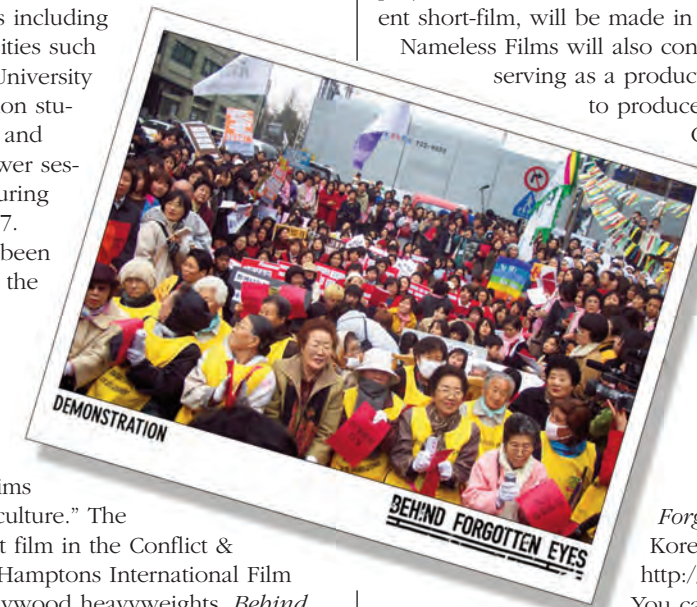 s including
ities such
University
on stu-
and
wer ses-
uring
7.
been
the
ims
culture." The
t film in the Conflict &
Hamptons International Film
ywood heavyweights. Behind
ent short-film, will be made in
Nameless Films will also con
serving as a produc
to produce
DEMONSTRATION
BEHIND FORGOTTEN EYES
Forg
Kore
http://
You c